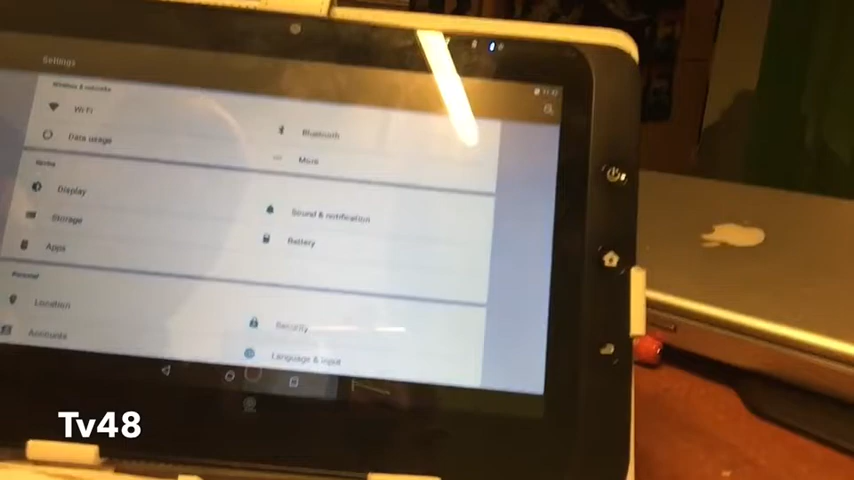 Settings
Wireless & networks
Wi-Fi
Bluetooth
Data usage
More
Device
Display
Sound & notification
Storage
Battery
Apps
Personal
Location
Security
Accounts
Language & input
Tv48